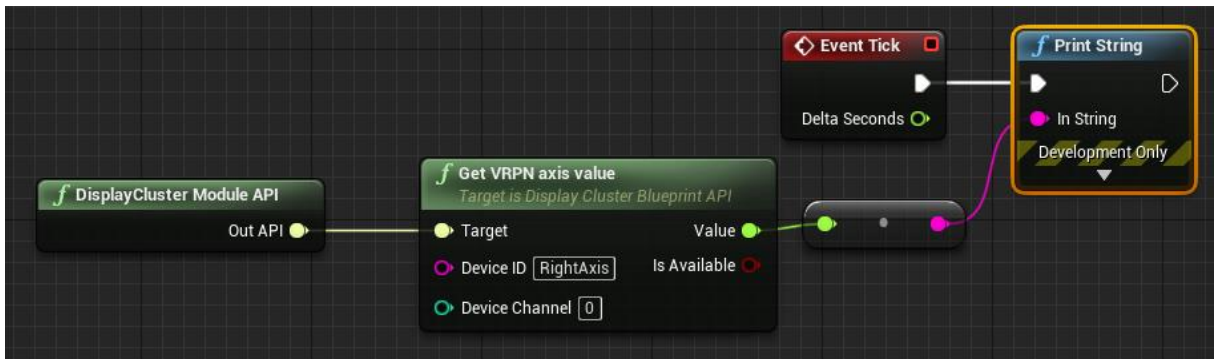 Event Tick
Delta Seconds
f Print String
In String
Development Only
f DisplayCluster Module API
Out API
f Get VRPN axis value
Target is Display Cluster Blueprint API
Target
Value
Device ID RightAxis
Is Available
Device Channel 0